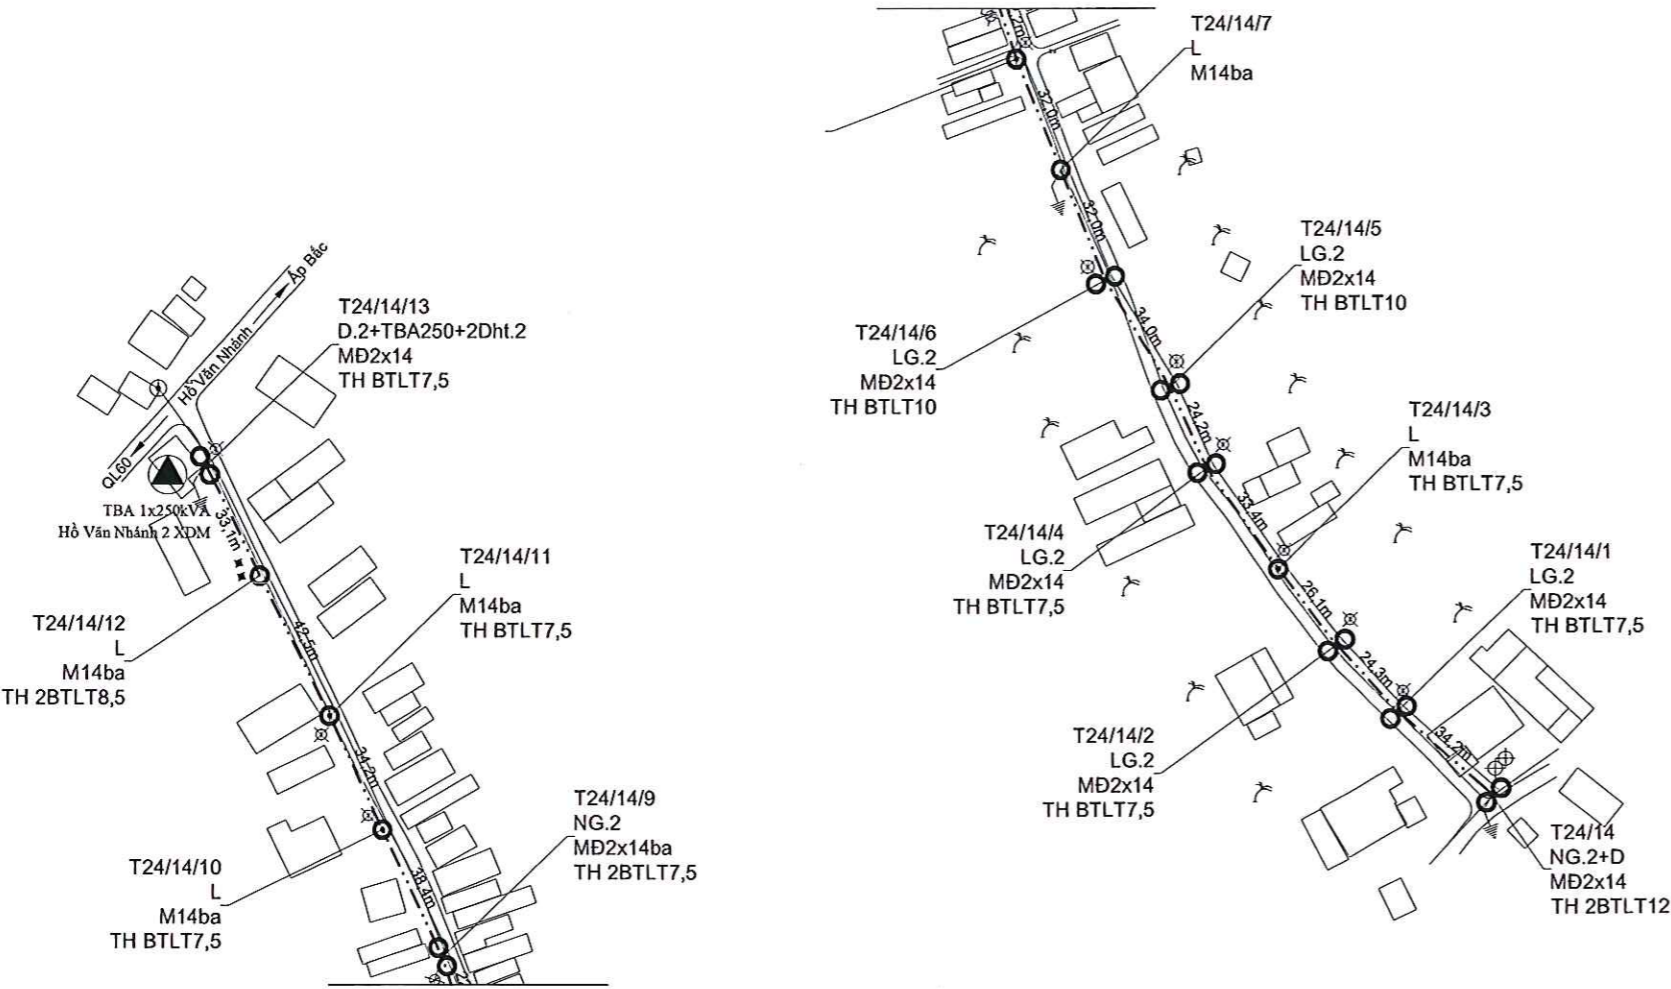 Ấp Bắc
Hồ Văn Nhánh
QL60
TBA 1x250kVA
Hồ Văn Nhánh 2 XDM
T24/14/13
D.2+TBA250+2Dht.2
MĐ2x14
TH BTLT7,5
33,1m
T24/14/12
L
M14ba
TH 2BTLT8,5
42,5m
T24/14/11
L
M14ba
TH BTLT7,5
34,2m
T24/14/10
L
M14ba
TH BTLT7,5
38,4m
T24/14/9
NG.2
MĐ2x14ba
TH 2BTLT7,5
T24/14/7
L
M14ba
32,0m
32,0m
T24/14/6
LG.2
MĐ2x14
TH BTLT10
34,0m
T24/14/5
LG.2
MĐ2x14
TH BTLT10
24,2m
T24/14/4
LG.2
MĐ2x14
TH BTLT7,5
33,4m
T24/14/3
L
M14ba
TH BTLT7,5
26,1m
T24/14/2
LG.2
MĐ2x14
TH BTLT7,5
24,3m
T24/14/1
LG.2
MĐ2x14
TH BTLT7,5
34,2m
T24/14
NG.2+D
MĐ2x14
TH 2BTLT12